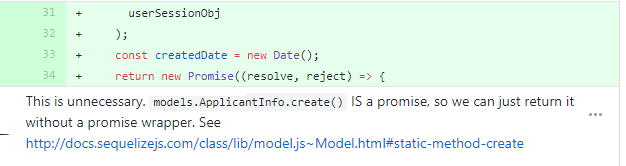 31 + userSessionObj
32 + );
33 + const createdDate = new Date();
34 + return new Promise((resolve, reject) => {
This is unnecessary. models.ApplicantInfo.create() IS a promise, so we can just return it
without a promise wrapper. See
http://docs.sequelizejs.com/class/lib/model.js~Model.html#static-method-create